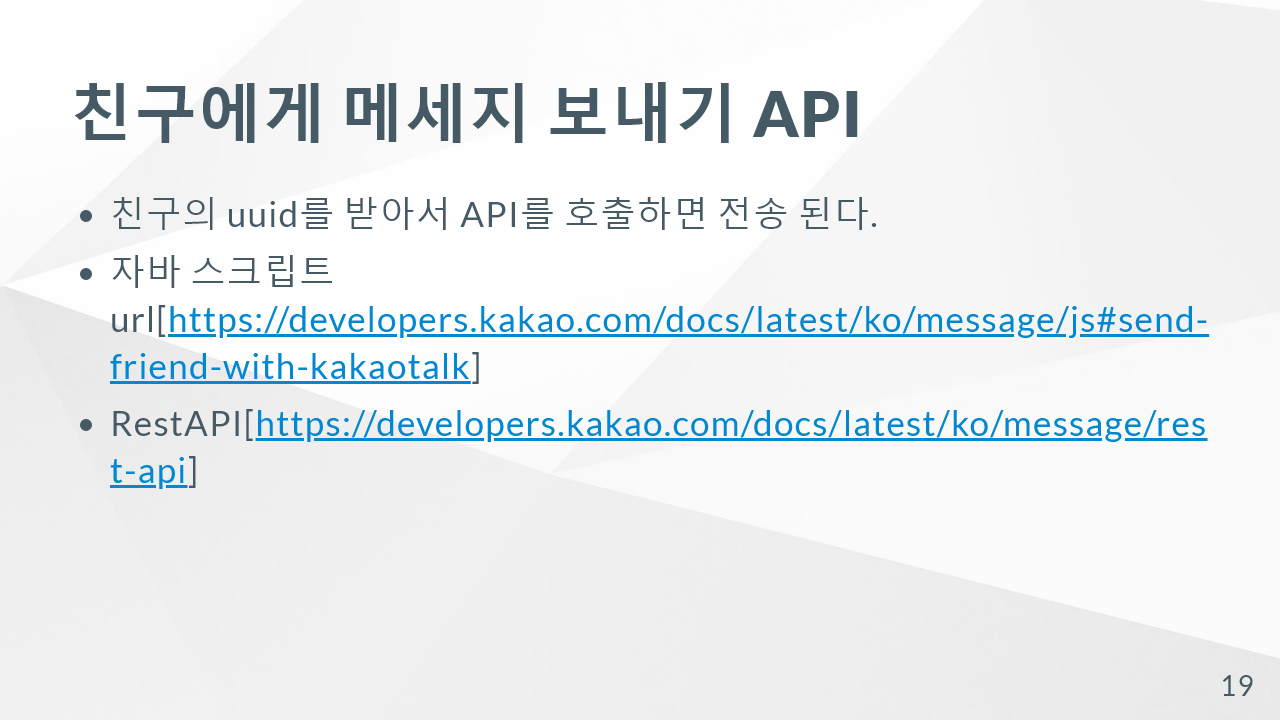 친구에게 메세지 보내기 API
친구의 uuid를 받아서 API를 호출하면 전송 된다.
자바 스크립트
url[https://developers.kakao.com/docs/latest/ko/message/js#send-
friend-with-kakaotalk]
RestAPI[https://developers.kakao.com/docs/latest/ko/message/res
t-api]
19